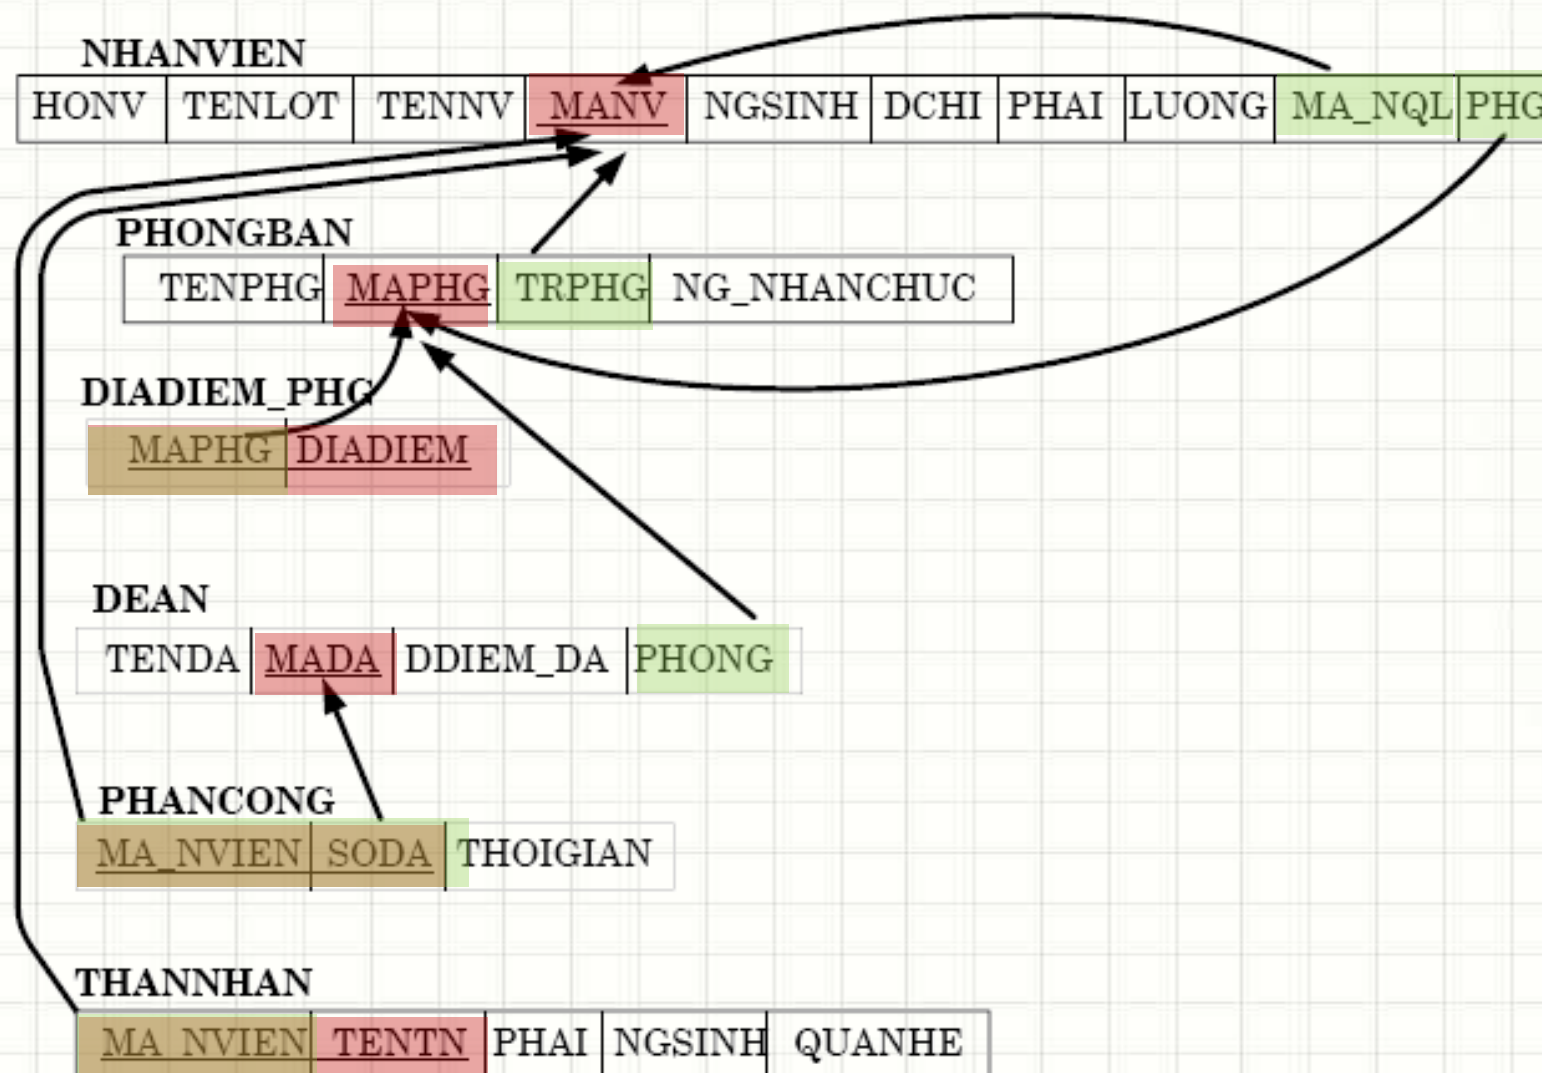 NHANVIEN
HONV TENLOT TENNV MANV NGSINH DCHI PHAI LUONG MA_NQL PHG
PHONGBAN
TENPHG MAPHG TRPHG NG_NHANCHUC
DIADIEM_PHG
MAPHG DIADIEM
DEAN
TENDA MADA DDIEM_DA PHONG
PHANCONG
MA_NVIEN SODA THOIGIAN
THANNHAN
MA_NVIEN TENTN PHAI NGSINH QUANHE